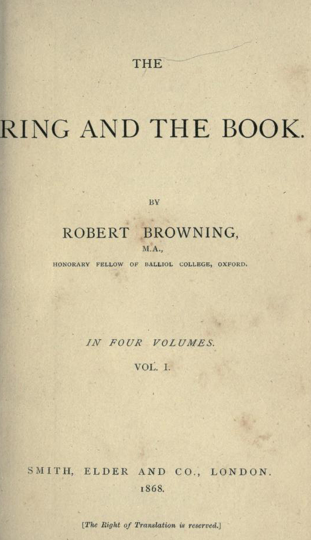 THE
RING AND THE BOOK.
BY
ROBERT BROWNING,
M.A.,
HONORARY FELLOW OF BALLIOL COLLEGE, OXFORD.
IN FOUR VOLUMES.
VOL. I.
SMITH, ELDER AND CO., LONDON.
1868.
[The Right of Translation is reserved.]